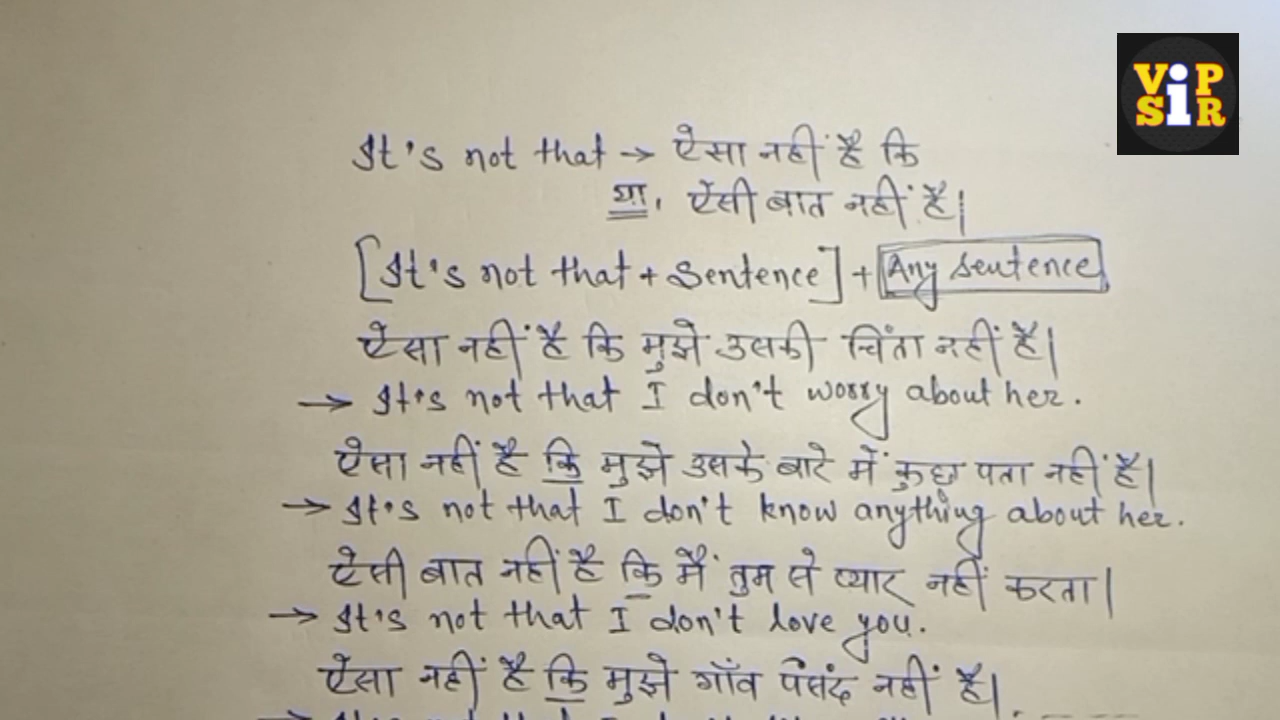 ViP
SiR
It's not that → ऐसा नहीं है कि
या, ऐसी बात नहीं है|
[It's not that + Sentence] + Any sentence
ऐसा नहीं है कि मुझे उसकी चिंता नहीं है|
→ It's not that I don't worry about her.
ऐसा नहीं है कि मुझे उसके बारे में कुछ पता नहीं है|
→ It's not that I don't know anything about her.
ऐसी बात नहीं है कि मैं तुम से प्यार नहीं करता|
→ It's not that I don't love you.
ऐसा नहीं है कि मुझे गाँव पसंद नहीं है|